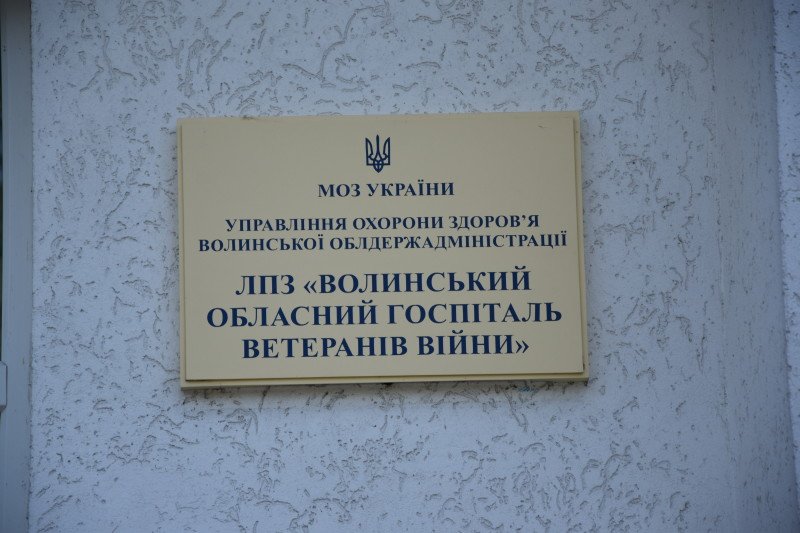 МОЗ УКРАЇНИ
УПРАВЛІННЯ ОХОРОНИ ЗДОРОВ'Я
ВОЛИНСЬКОЇ ОБЛДЕРЖАДМІНІСТРАЦІЇ
ЛПЗ «ВОЛИНСЬКИЙ
ОБЛАСНИЙ ГОСПІТАЛЬ
ВЕТЕРАНІВ ВІЙНИ»